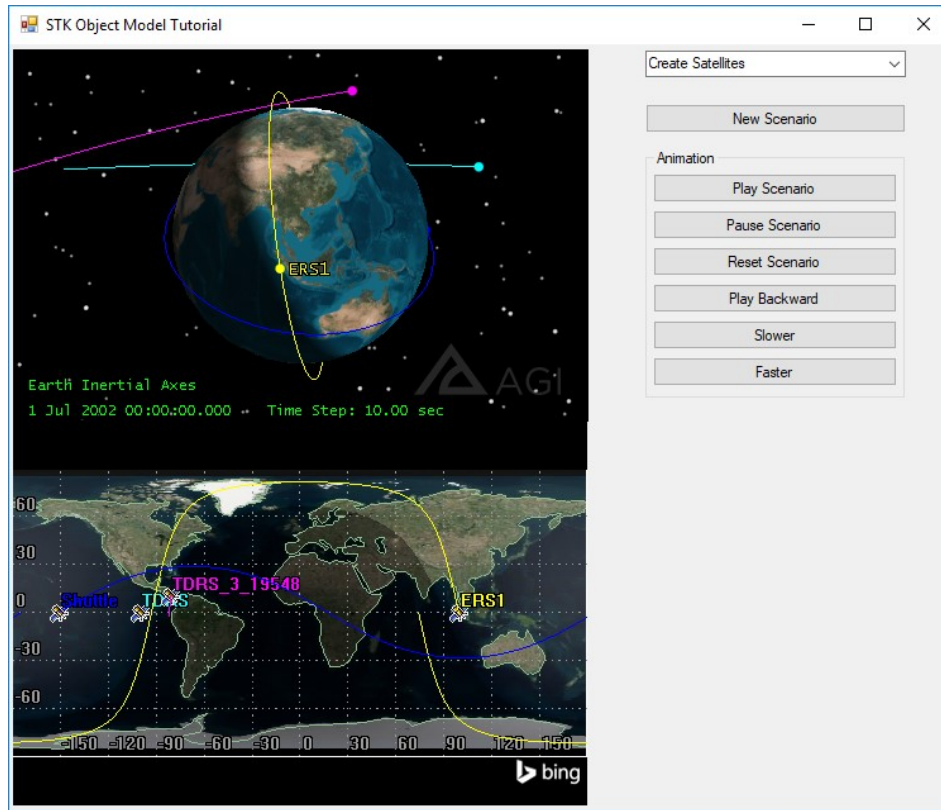 STK Object Model Tutorial
Create Satellites
New Scenario
Animation
Play Scenario
Pause Scenario
Reset Scenario
Play Backward
Slower
Faster
ERS1
AGI
Earth Inertial Axes
1 Jul 2002 00:00:00.000 Time Step: 10.00 sec
60
30
TDRS_3_19548
0 Shuttle TDRS ERS1
-30
-60
-150 -120 -90 -60 -30 0 30 60 90 120 150
bing